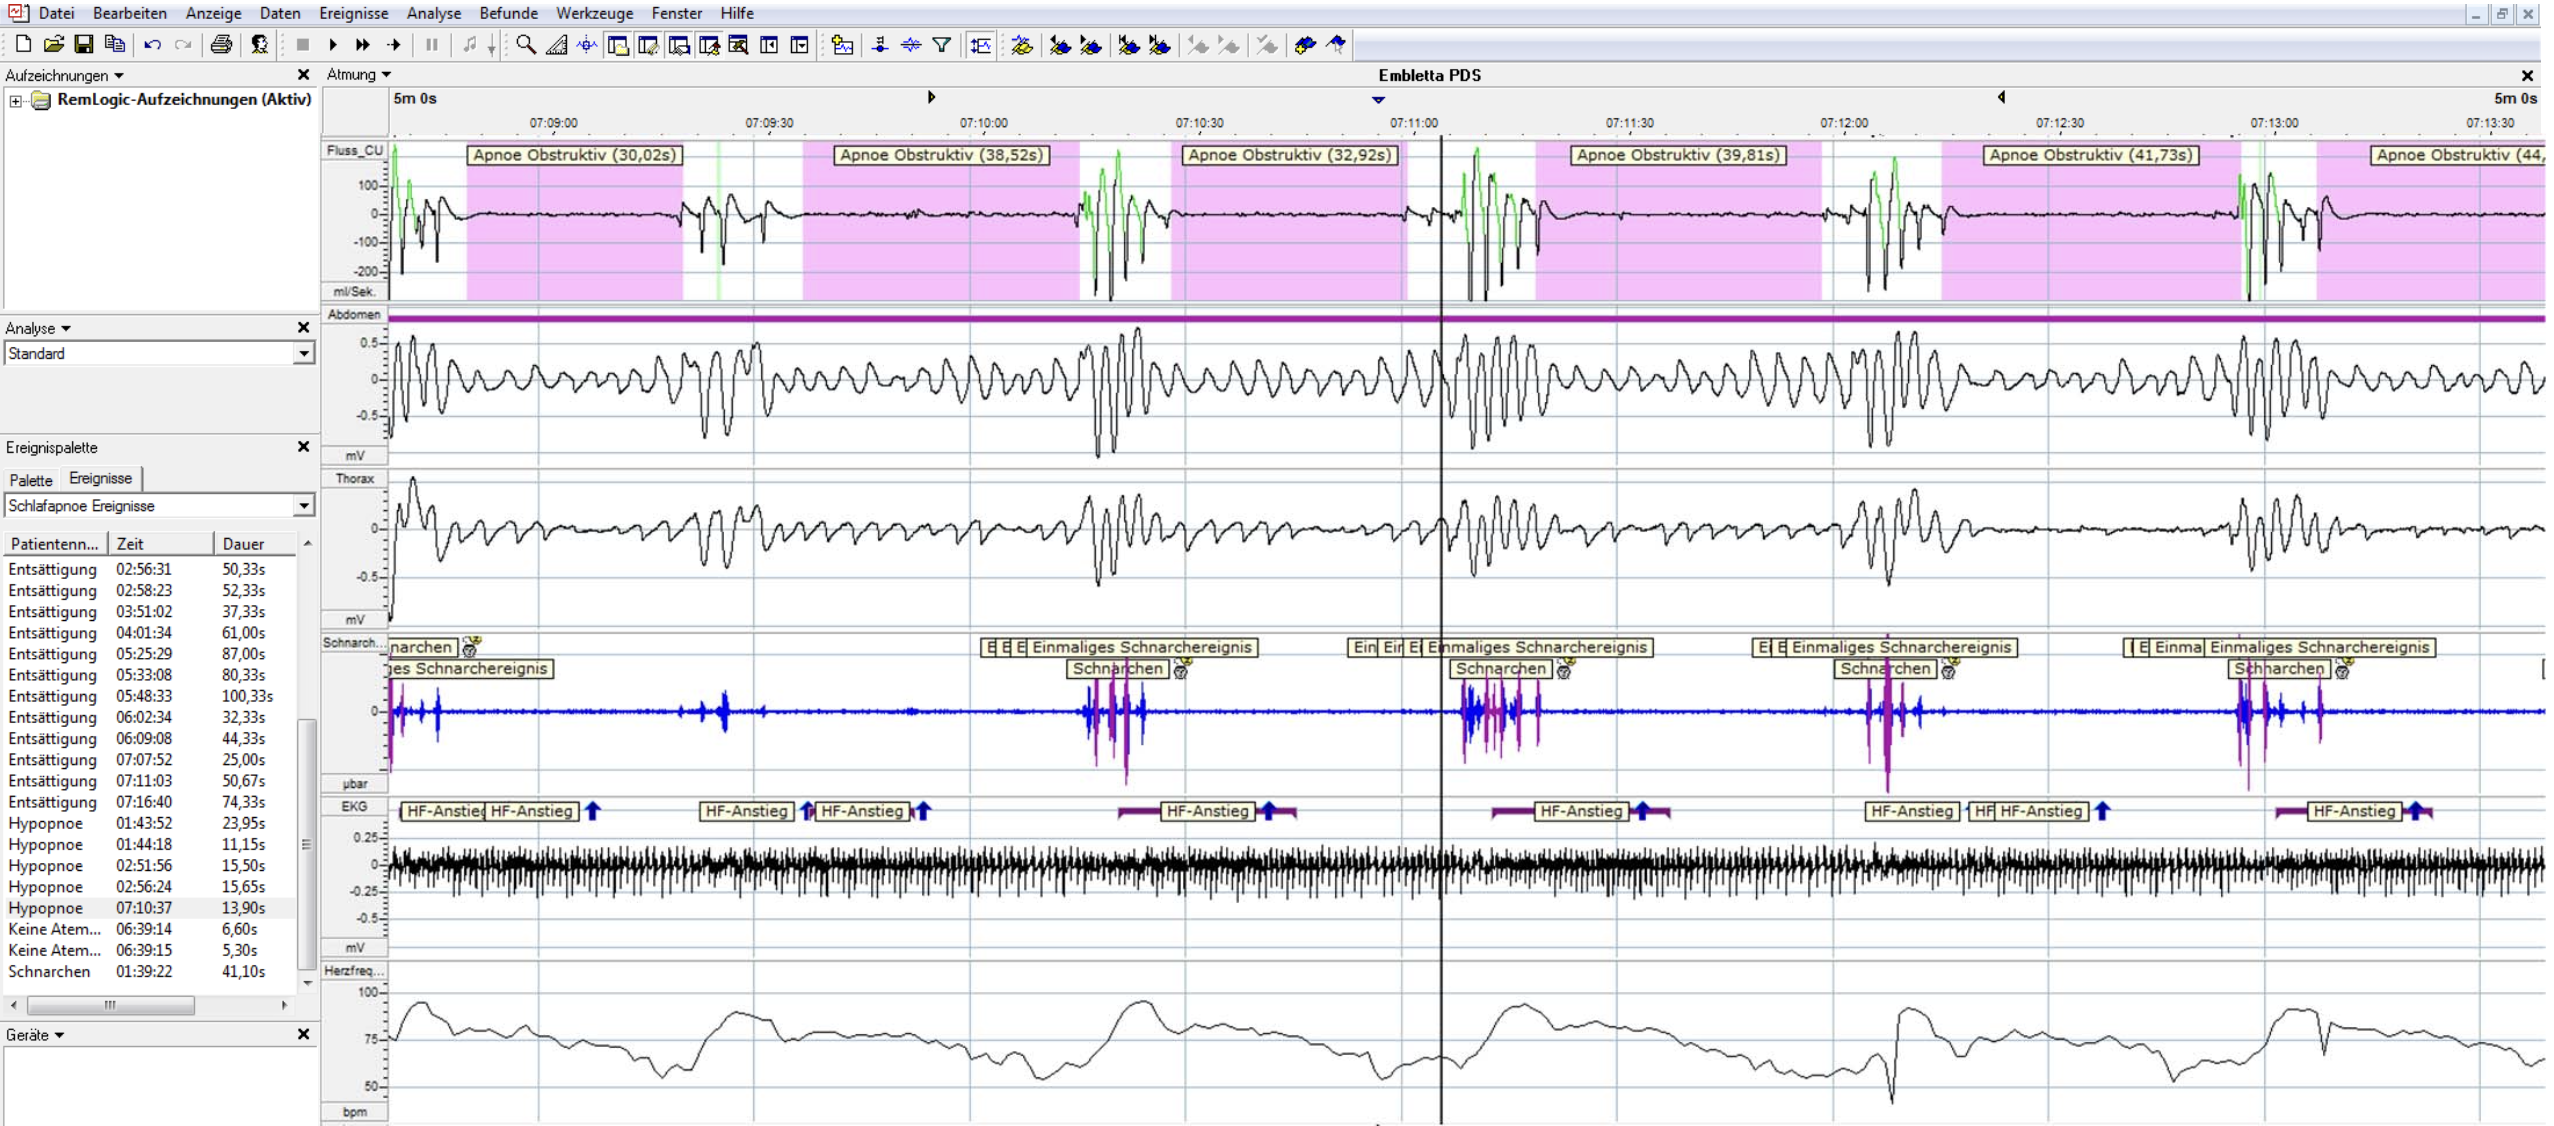 Datei Bearbeiten Anzeige Daten Ereignisse Analyse Befunde Werkzeuge Fenster Hilfe
Aufzeichnungen
RemLogic-Aufzeichnungen (Aktiv)
Analyse
Standard
Ereignispalette
Palette Ereignisse
Schlafapnoe Ereignisse
Patientenn... Zeit Dauer
Entsättigung 02:56:31 50,33s
Entsättigung 02:58:23 52,33s
Entsättigung 03:51:02 37,33s
Entsättigung 04:01:34 61,00s
Entsättigung 05:25:29 87,00s
Entsättigung 05:33:08 80,33s
Entsättigung 05:48:33 100,33s
Entsättigung 06:02:34 32,33s
Entsättigung 06:09:08 44,33s
Entsättigung 07:07:52 25,00s
Entsättigung 07:11:03 50,67s
Entsättigung 07:16:40 74,33s
Hypopnoe 01:43:52 23,95s
Hypopnoe 01:44:18 11,15s
Hypopnoe 02:51:56 15,50s
Hypopnoe 02:56:24 15,65s
Hypopnoe 07:10:37 13,90s
Keine Atem... 06:39:14 6,60s
Keine Atem... 06:39:15 5,30s
Schnarchen 01:39:22 41,10s
Geräte
Atmung Embletta PDS
5m 0s 5m 0s
07:09:00 07:09:30 07:10:00 07:10:30 07:11:00 07:11:30 07:12:00 07:12:30 07:13:00 07:13:30
Fluss_CU
Apnoe Obstruktiv (30,02s) Apnoe Obstruktiv (38,52s) Apnoe Obstruktiv (32,92s) Apnoe Obstruktiv (39,81s) Apnoe Obstruktiv (41,73s) Apnoe Obstruktiv (44,
100
0
-100
-200
ml/Sek.
Abdomen
0.5
0
-0.5
mV
Thorax
0
-0.5
mV
Schnarch...
narchen E E E Einmaliges Schnarchereignis Ein Eir E Einmaliges Schnarchereignis E E Einmaliges Schnarchereignis E Einma Einmaliges Schnarchereignis
jes Schnarchereignis Schnarchen Schnarchen Schnarchen Schnarchen
0
µbar
EKG
HF-Anstieg HF-Anstieg HF-Anstieg HF-Anstieg HF-Anstieg HF-Anstieg HF-Anstieg HF HF-Anstieg HF-Anstieg
0.25
0
-0.25
-0.5
mV
Herzfreq...
100
75
50
bpm